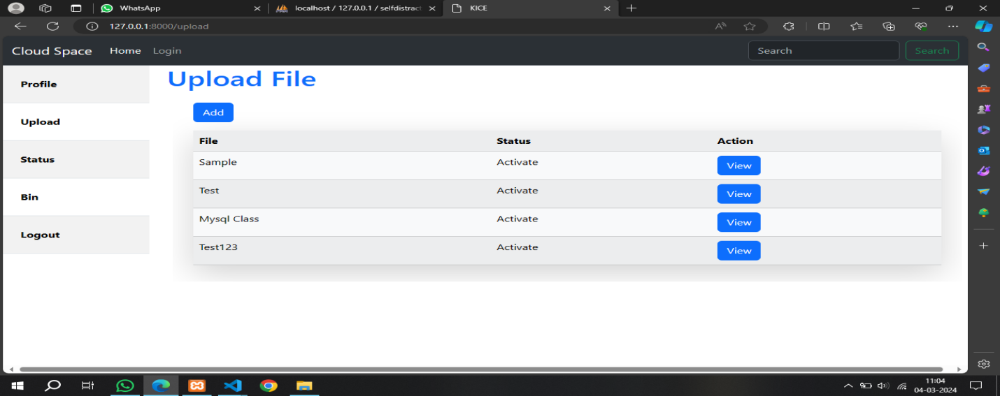 WhatsApp
localhost / 127.0.0.1 / selfdistract
KICE
127.0.0.1:8000/upload
Cloud Space Home Login Search Search
Profile
Upload
Status
Bin
Logout
Upload File
Add
File Status Action
Sample Activate View
Test Activate View
Mysql Class Activate View
Test123 Activate View
11:04
04-03-2024